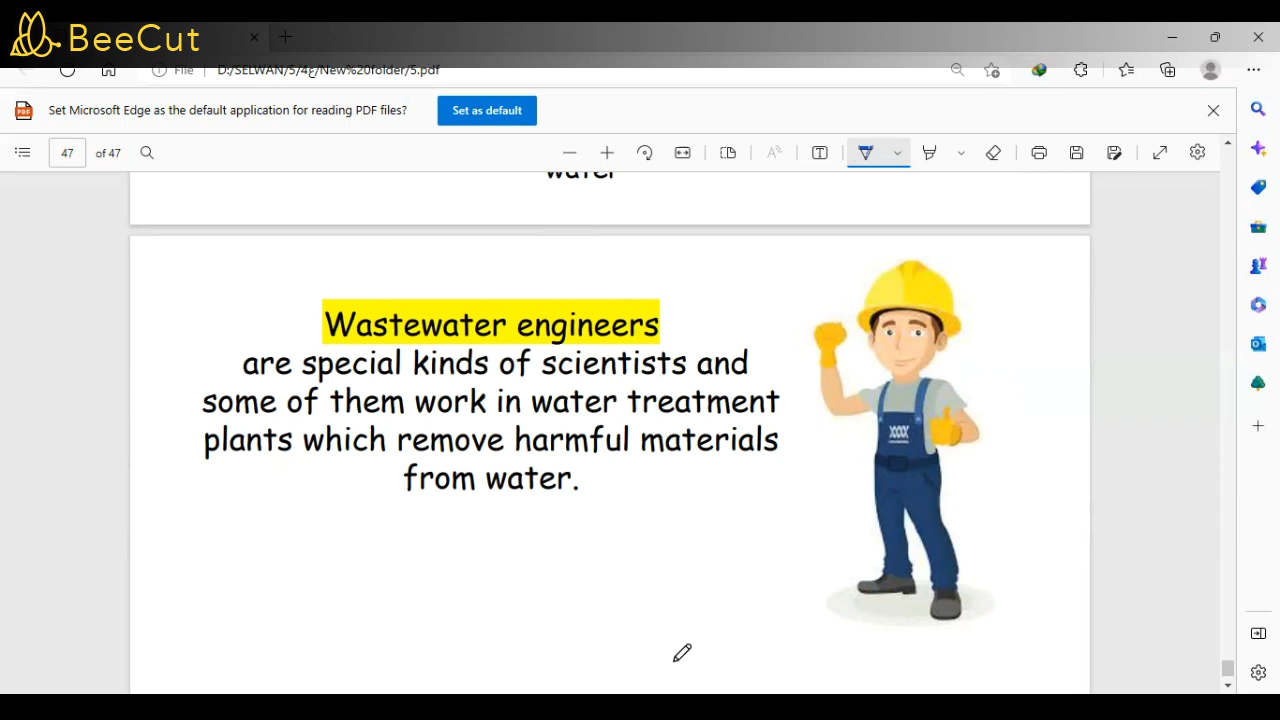 BeeCut
File D:/SELWAN/5/4ع/New%20folder/5.pdf
Set Microsoft Edge as the default application for reading PDF files? Set as default
47 of 47
water
Wastewater engineers
are special kinds of scientists and
some of them work in water treatment
plants which remove harmful materials
from water.